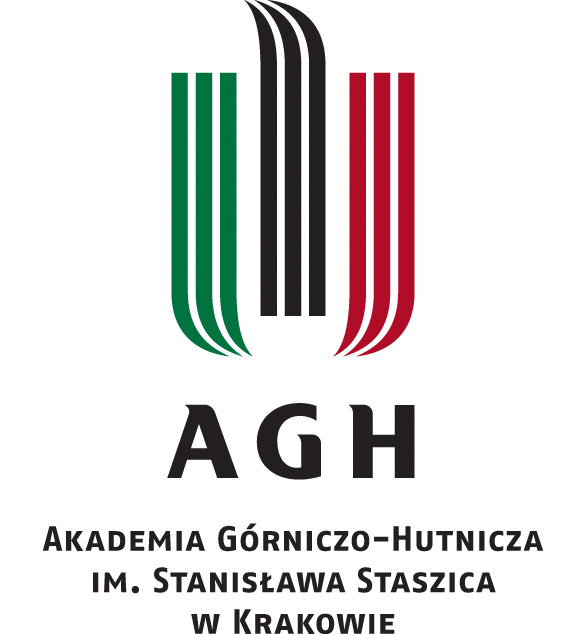 AGH
Akademia Górniczo-Hutnicza
im. Stanisława Staszica
w Krakowie